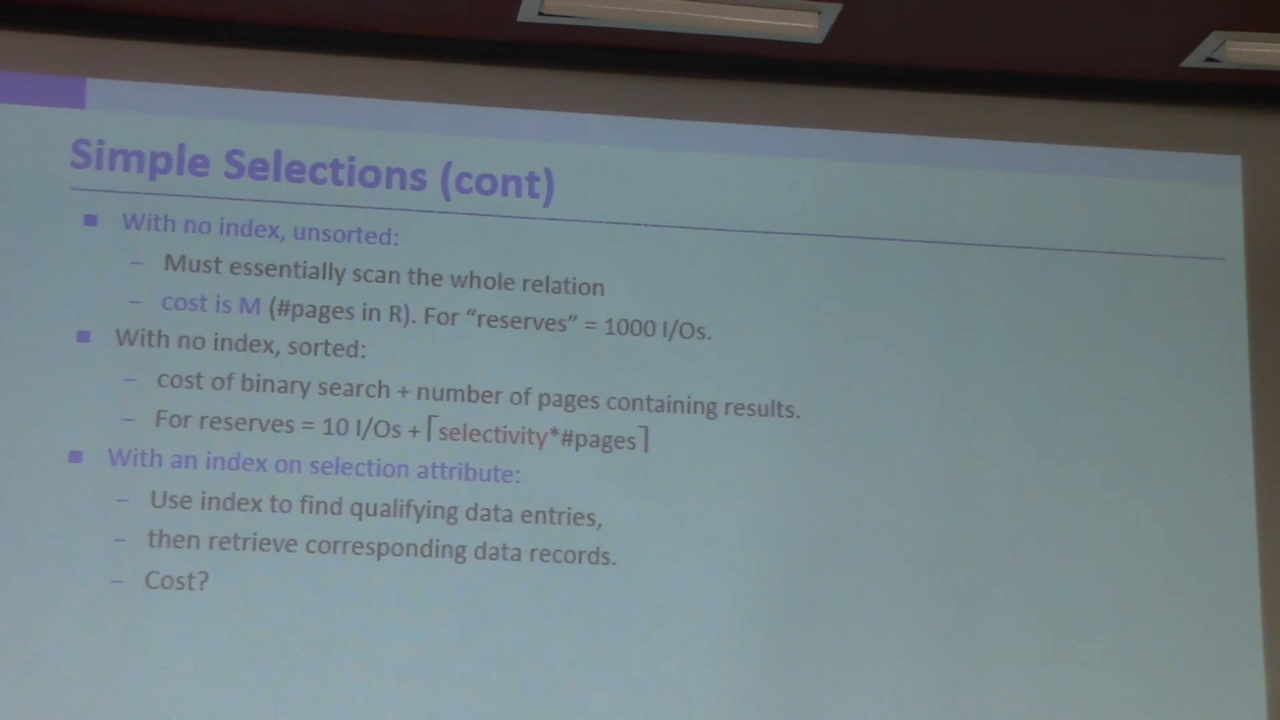 Simple Selections (cont)
■ With no index, unsorted:
– Must essentially scan the whole relation
– cost is M (#pages in R). For “reserves” = 1000 I/Os.
■ With no index, sorted:
– cost of binary search + number of pages containing results.
– For reserves = 10 I/Os + ⌈selectivity*#pages⌉
■ With an index on selection attribute:
– Use index to find qualifying data entries,
– then retrieve corresponding data records.
– Cost?